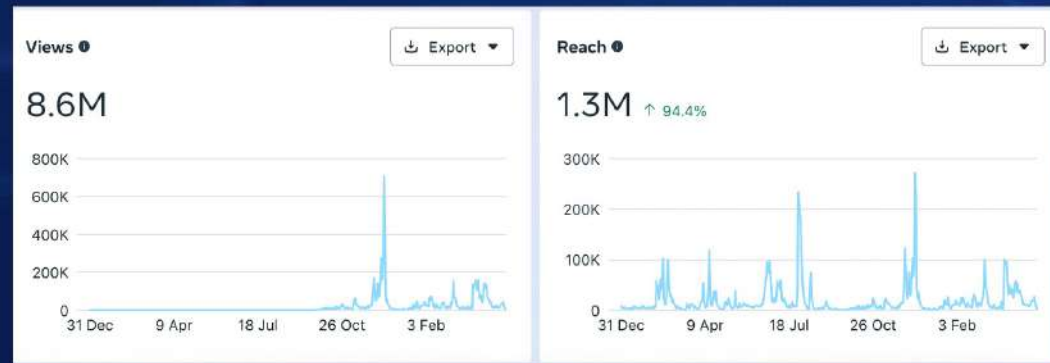 Views
Export
8.6M
800K
600K
400K
200K
0
31 Dec 9 Apr 18 Jul 26 Oct 3 Feb
Reach
Export
1.3M ↑ 94.4%
300K
200K
100K
0
31 Dec 9 Apr 18 Jul 26 Oct 3 Feb